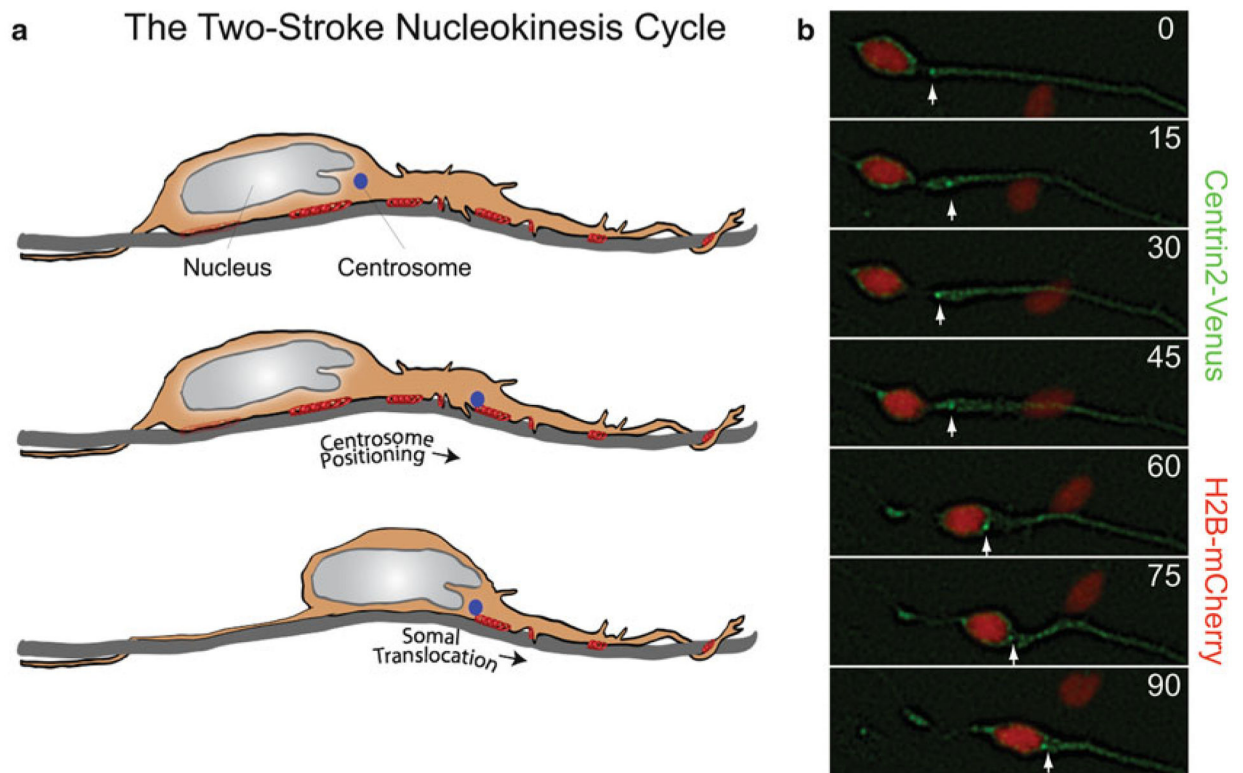 a
The Two-Stroke Nucleokinesis Cycle
Nucleus
Centrosome
Centrosome
Positioning
Somal
Translocation
b
0
15
30
45
60
75
90
Centrin2-Venus
H2B-mCherry